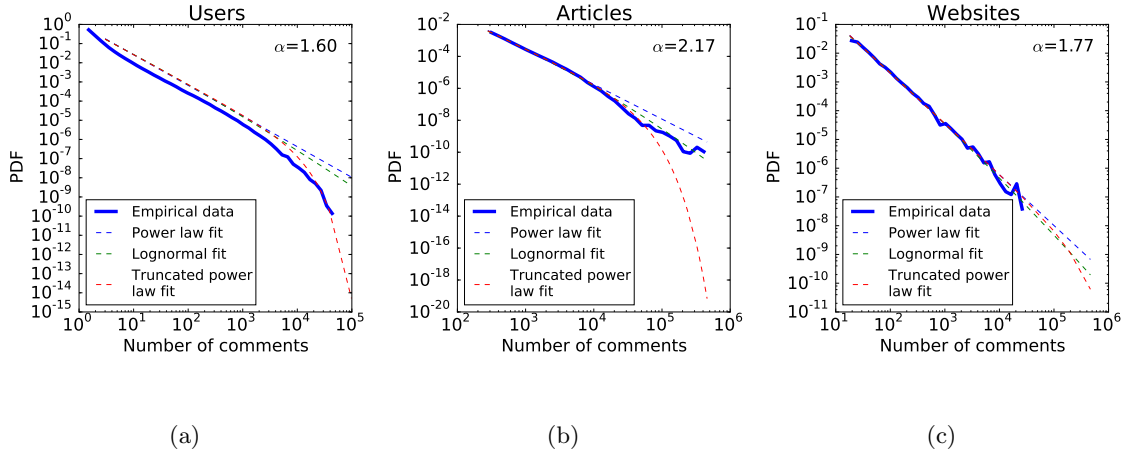 Users
α=1.60
10^0
10^-1
10^-2
10^-3
10^-4
10^-5
10^-6
10^-7
10^-8
10^-9
10^-10
10^-11
10^-12
10^-13
10^-14
10^-15
PDF
Empirical data
Power law fit
Lognormal fit
Truncated power
law fit
10^0 10^1 10^2 10^3 10^4 10^5
Number of comments
(a)
Articles
α=2.17
10^-2
10^-4
10^-6
10^-8
10^-10
10^-12
10^-14
10^-16
10^-18
10^-20
PDF
Empirical data
Power law fit
Lognormal fit
Truncated power
law fit
10^2 10^3 10^4 10^5 10^6
Number of comments
(b)
Websites
α=1.77
10^-1
10^-2
10^-3
10^-4
10^-5
10^-6
10^-7
10^-8
10^-9
10^-10
10^-11
PDF
Empirical data
Power law fit
Lognormal fit
Truncated power
law fit
10^1 10^2 10^3 10^4 10^5 10^6
Number of comments
(c)